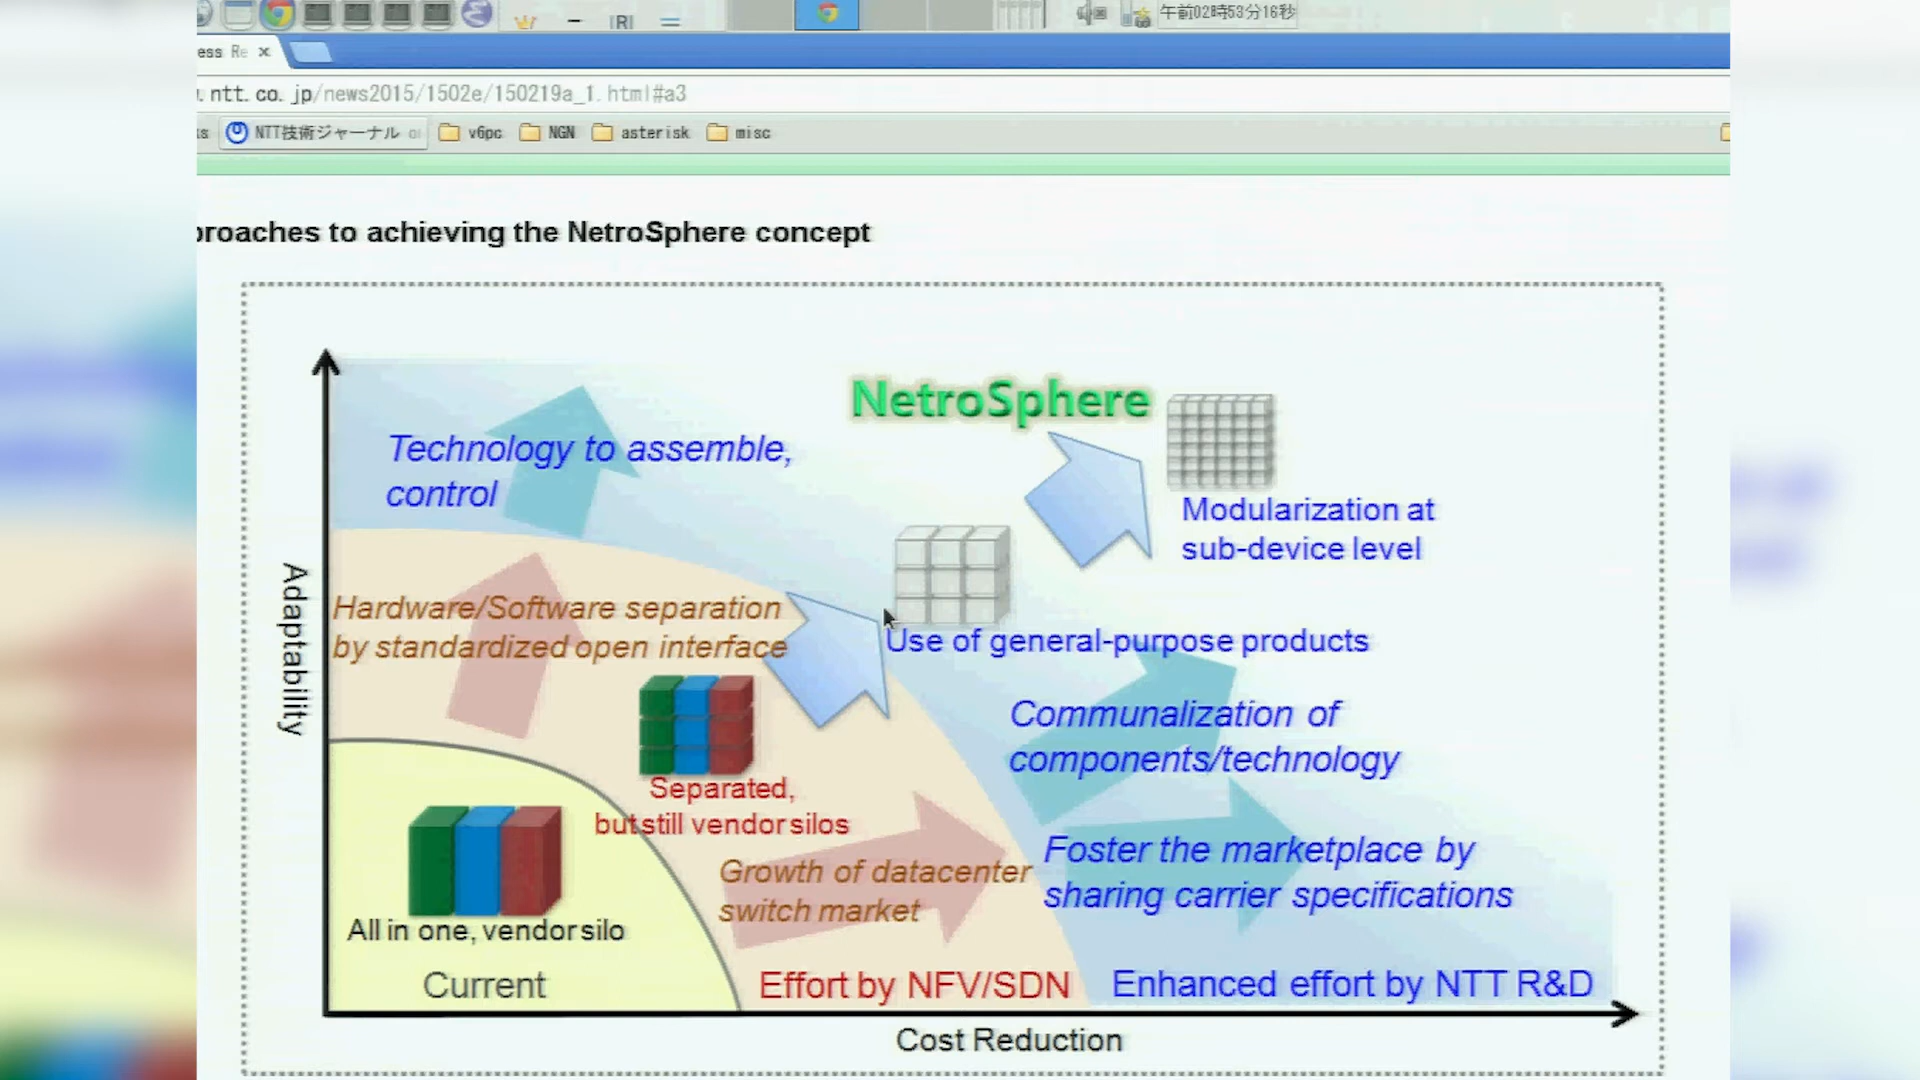 午前02時53分16秒
ess Re
.ntt.co.jp/news2015/1502e/150219a_1.html#a3
NTT技術ジャーナル
v6pc
NGN
asterisk
misc
proaches to achieving the NetroSphere concept
NetroSphere
Technology to assemble,
control
Modularization at
sub-device level
Hardware/Software separation
by standardized open interface
Use of general-purpose products
Adaptability
Communalization of
components/technology
Separated,
but still vendor silos
Growth of datacenter
switch market
Foster the marketplace by
sharing carrier specifications
All in one, vendor silo
Current
Effort by NFV/SDN
Enhanced effort by NTT R&D
Cost Reduction